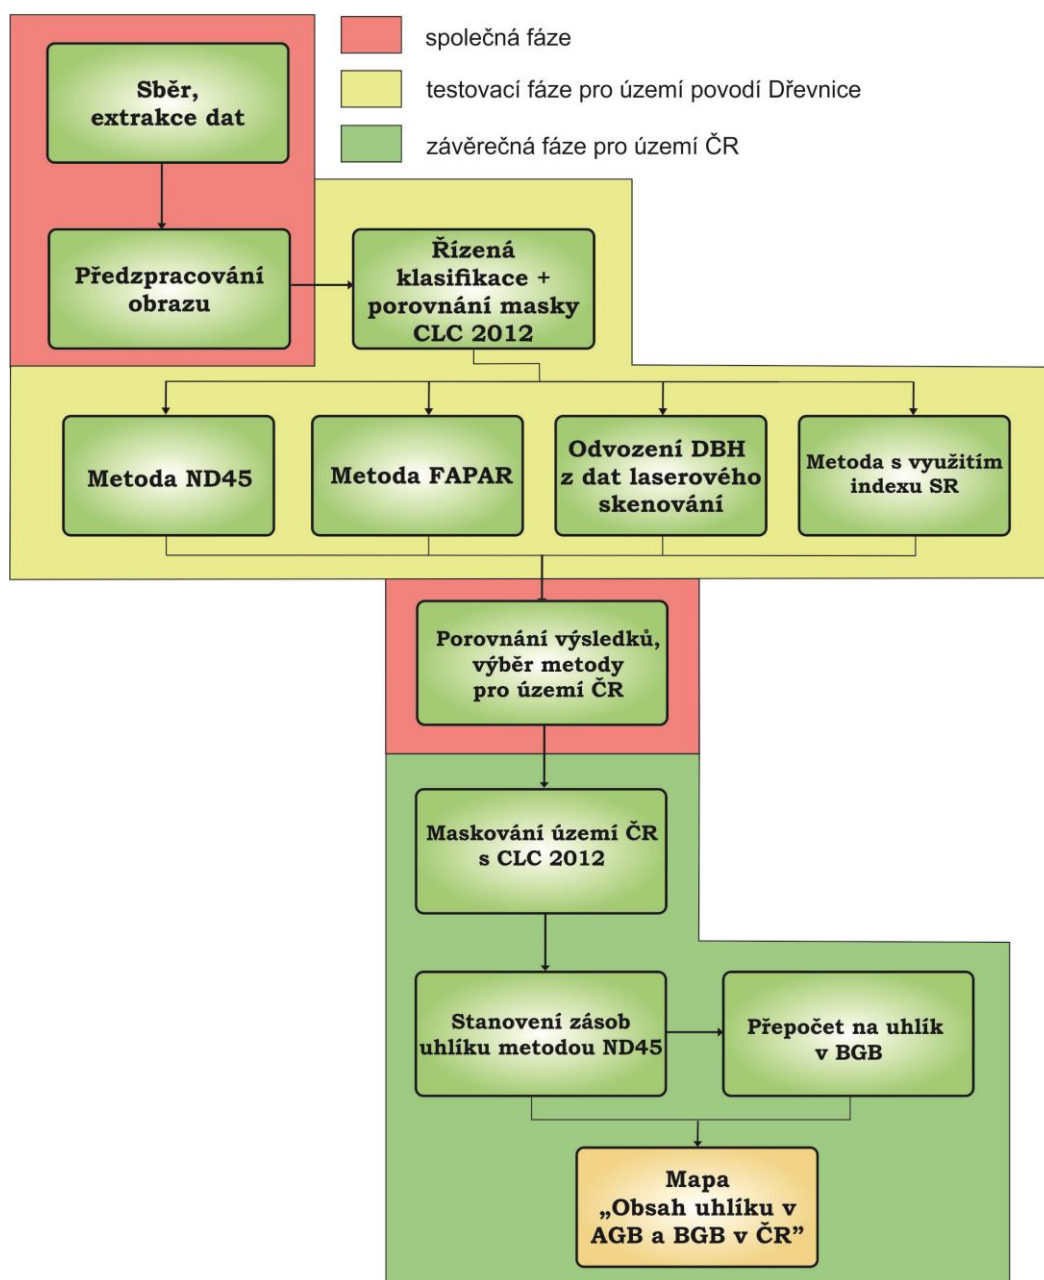 společná fáze
testovací fáze pro území povodí Dřevnice
závěrečná fáze pro území ČR
Sběr,
extrakce dat
Předzpracování
obrazu
Řízená
klasifikace +
porovnání masky
CLC 2012
Metoda ND45
Metoda FAPAR
Odvození DBH
z dat laserového
skenování
Metoda s využitím
indexu SR
Porovnání výsledků,
výběr metody
pro území ČR
Maskování území ČR
s CLC 2012
Stanovení zásob
uhlíku metodou ND45
Přepočet na uhlík
v BGB
Mapa
„Obsah uhlíku v
AGB a BGB v ČR”